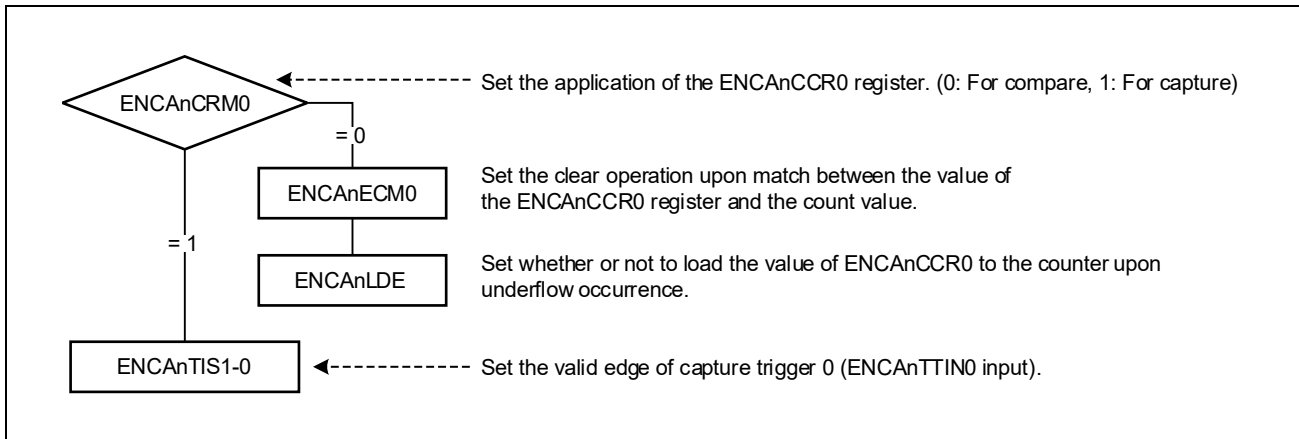 Set the application of the ENCAnCCR0 register. (0: For compare, 1: For capture)
ENCAnCRM0
= 0
Set the clear operation upon match between the value of
the ENCAnCCR0 register and the count value.
ENCAnECM0
= 1
Set whether or not to load the value of ENCAnCCR0 to the counter upon
underflow occurrence.
ENCAnLDE
ENCAnTIS1-0
Set the valid edge of capture trigger 0 (ENCAnTTIN0 input).